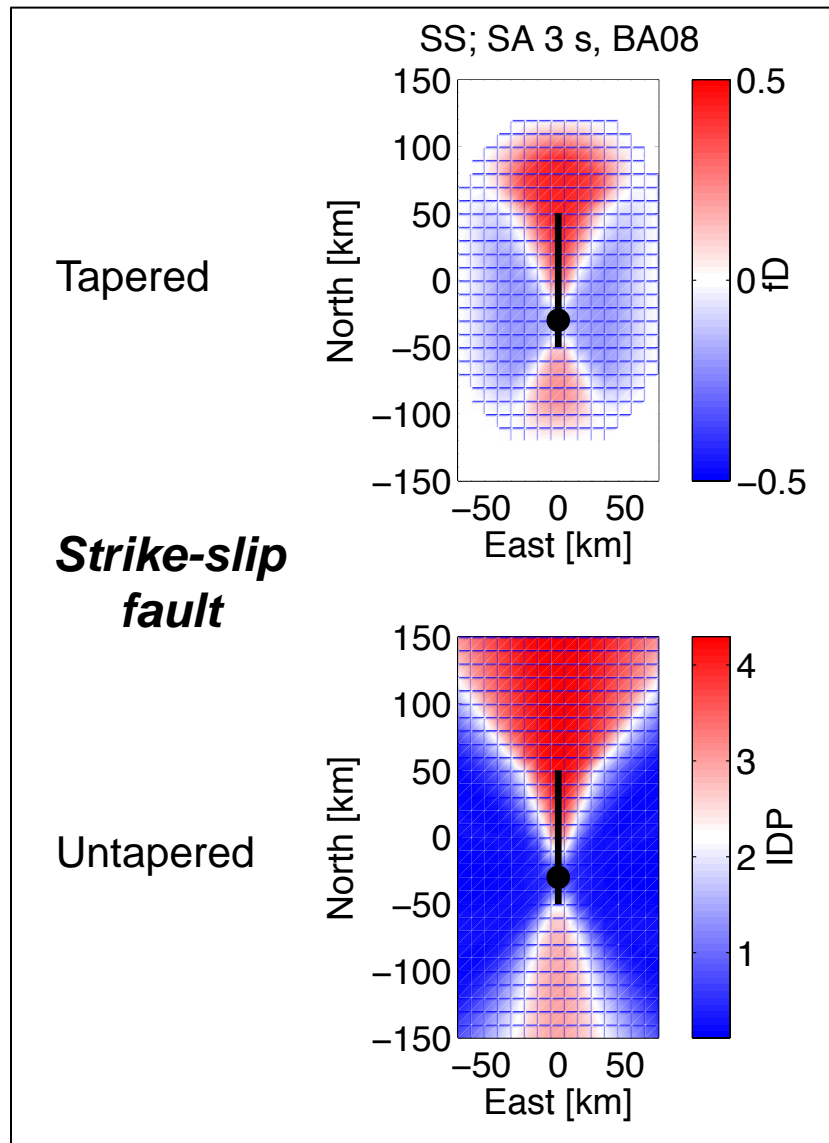 SS; SA 3 s, BA08
150
100
50
0
−50
−100
−150
North [km]
−50 0 50
East [km]
0.5
0
−0.5
fD
Tapered
Strike-slip
fault
150
100
50
0
−50
−100
−150
North [km]
−50 0 50
East [km]
4
3
2
1
IDP
Untapered